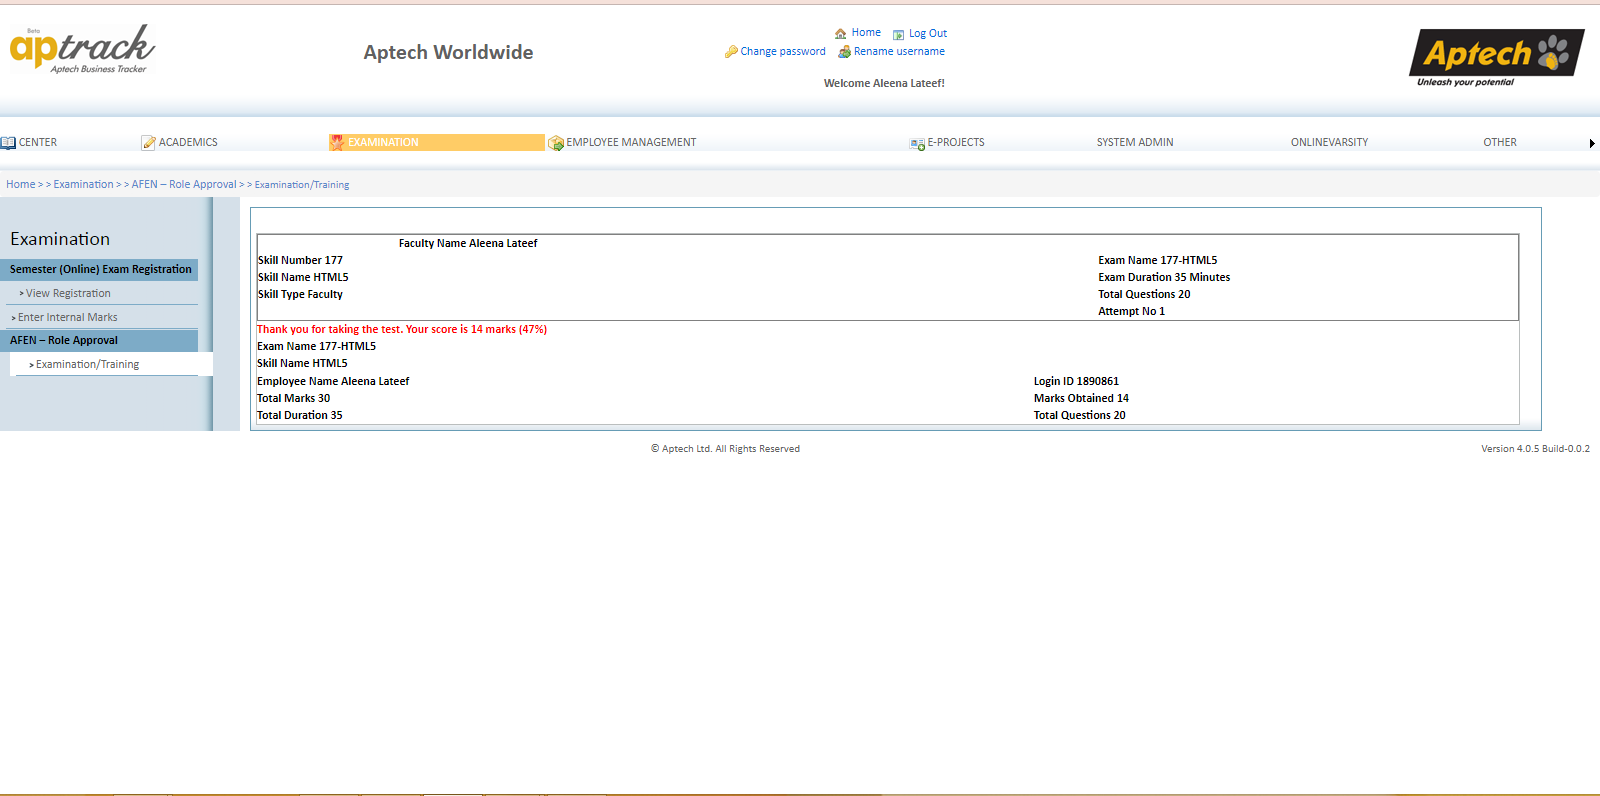 Beta
aptrack
Aptech Business Tracker
Aptech Worldwide
Home Log Out
Change password Rename username
Welcome Aleena Lateef!
Aptech
Unleash your potential
CENTER ACADEMICS EXAMINATION EMPLOYEE MANAGEMENT E-PROJECTS SYSTEM ADMIN ONLINEVARSITY OTHER
Home > > Examination > > AFEN – Role Approval > > Examination/Training
Examination
Semester (Online) Exam Registration
> View Registration
> Enter Internal Marks
AFEN – Role Approval
> Examination/Training
Faculty Name Aleena Lateef
Skill Number 177 Exam Name 177-HTML5
Skill Name HTML5 Exam Duration 35 Minutes
Skill Type Faculty Total Questions 20
Attempt No 1
Thank you for taking the test. Your score is 14 marks (47%)
Exam Name 177-HTML5
Skill Name HTML5
Employee Name Aleena Lateef Login ID 1890861
Total Marks 30 Marks Obtained 14
Total Duration 35 Total Questions 20
© Aptech Ltd. All Rights Reserved Version 4.0.5 Build-0.0.2